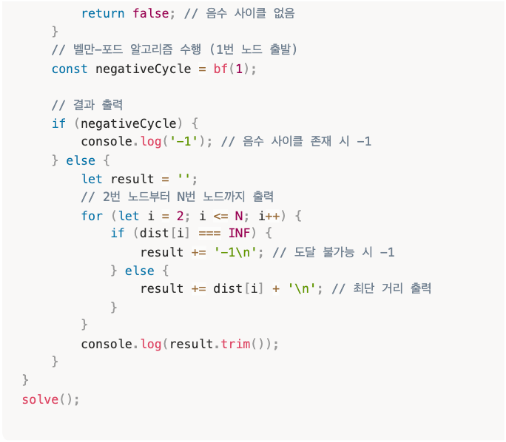 return false; // 음수 사이클 없음
}
// 벨만-포드 알고리즘 수행 (1번 노드 출발)
const negativeCycle = bf(1);
// 결과 출력
if (negativeCycle) {
console.log('-1'); // 음수 사이클 존재 시 -1
} else {
let result = '';
// 2번 노드부터 N번 노드까지 출력
for (let i = 2; i <= N; i++) {
if (dist[i] === INF) {
result += '-1\n'; // 도달 불가능 시 -1
} else {
result += dist[i] + '\n'; // 최단 거리 출력
}
}
console.log(result.trim());
}
}
solve();